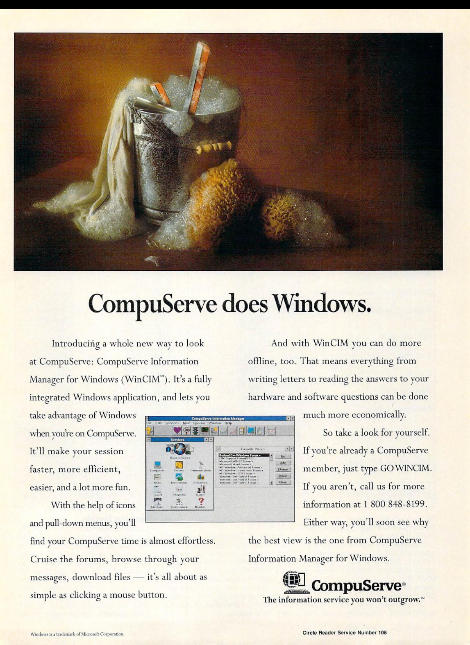 CompuServe does Windows.
Introducing a whole new way to look
at CompuServe: CompuServe Information
Manager for Windows (WinCIM™). It's a fully
integrated Windows application, and lets you
take advantage of Windows
when you're on CompuServe.
It'll make your session
faster, more efficient,
easier, and a lot more fun.
With the help of icons
and pull-down menus, you'll
find your CompuServe time is almost effortless.
Cruise the forums, browse through your
messages, download files — it's all about as
simple as clicking a mouse button.
CompuServe Information Manager
Services
And with WinCIM you can do more
offline, too. That means everything from
writing letters to reading the answers to your
hardware and software questions can be done
much more economically.
So take a look for yourself.
If you're already a CompuServe
member, just type GO WINCIM.
If you aren't, call us for more
information at 1 800 848-8199.
Either way, you'll soon see why
the best view is the one from CompuServe
Information Manager for Windows.
CompuServe®
The information service you won't outgrow.™
Windows is a trademark of Microsoft Corporation.
Circle Reader Service Number 108